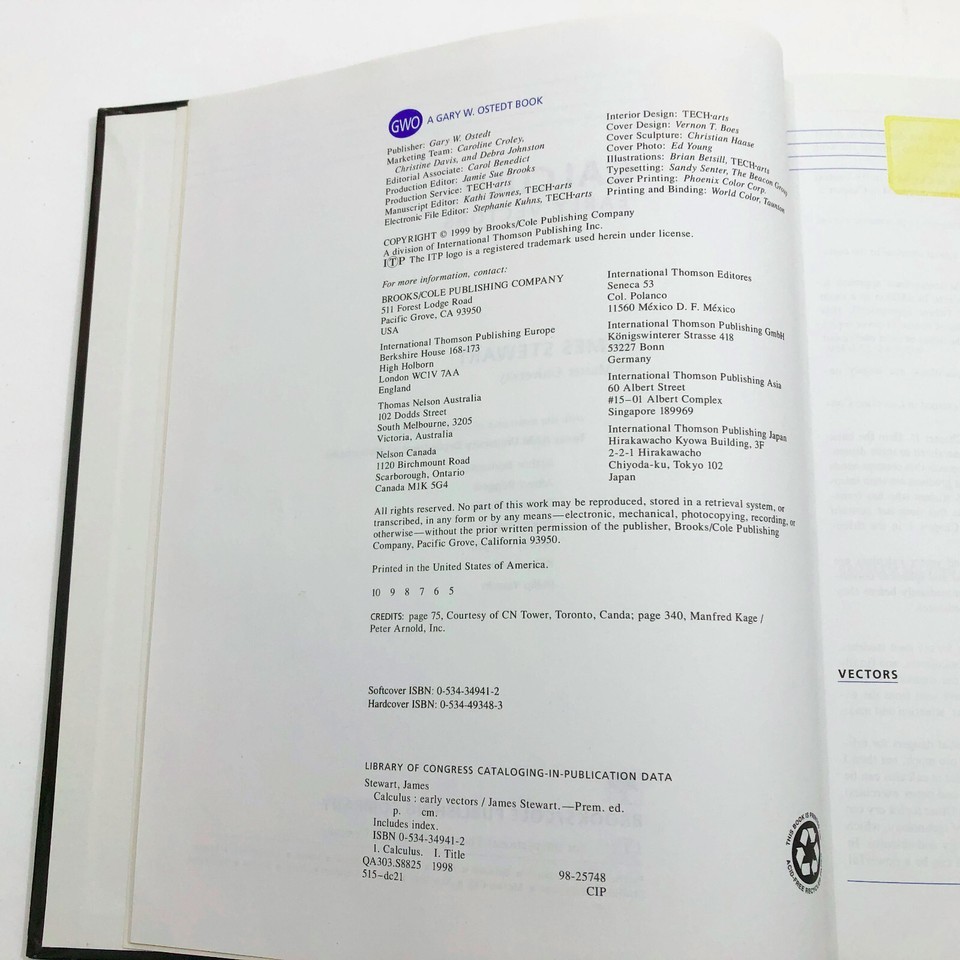 GWO A GARY W. OSTEDT BOOK
Publisher: Gary W. Ostedt
Marketing Team: Caroline Croley,
Christine Davis, and Debra Johnston
Editorial Associate: Carol Benedict
Production Editor: Jamie Sue Brooks
Production Service: TECH·arts
Manuscript Editor: Kathi Townes, TECH·arts
Electronic File Editor: Stephanie Kuhns, TECH·arts
Interior Design: TECH·arts
Cover Design: Vernon T. Boes
Cover Sculpture: Christian Haase
Cover Photo: Ed Young
Illustrations: Brian Betsill, TECH·arts
Typesetting: Sandy Senter, The Beacon Group
Cover Printing: Phoenix Color Corp.
Printing and Binding: World Color, Taunton
COPYRIGHT © 1999 by Brooks/Cole Publishing Company
A division of International Thomson Publishing Inc.
ITP The ITP logo is a registered trademark used herein under license.
For more information, contact:
BROOKS/COLE PUBLISHING COMPANY
511 Forest Lodge Road
Pacific Grove, CA 93950
USA
International Thomson Publishing Europe
Berkshire House 168-173
High Holborn
London WC1V 7AA
England
Thomas Nelson Australia
102 Dodds Street
South Melbourne, 3205
Victoria, Australia
Nelson Canada
1120 Birchmount Road
Scarborough, Ontario
Canada M1K 5G4
International Thomson Editores
Seneca 53
Col. Polanco
11560 México D. F. México
International Thomson Publishing GmbH
Königswinterer Strasse 418
53227 Bonn
Germany
International Thomson Publishing Asia
60 Albert Street
#15-01 Albert Complex
Singapore 189969
International Thomson Publishing Japan
Hirakawacho Kyowa Building, 3F
2-2-1 Hirakawacho
Chiyoda-ku, Tokyo 102
Japan
All rights reserved. No part of this work may be reproduced, stored in a retrieval system, or
transcribed, in any form or by any means—electronic, mechanical, photocopying, recording, or
otherwise—without the prior written permission of the publisher, Brooks/Cole Publishing
Company, Pacific Grove, California 93950.
Printed in the United States of America.
10 9 8 7 6 5
CREDITS: page 75, Courtesy of CN Tower, Toronto, Canda; page 340, Manfred Kage /
Peter Arnold, Inc.
Softcover ISBN: 0-534-34941-2
Hardcover ISBN: 0-534-49348-3
LIBRARY OF CONGRESS CATALOGING-IN-PUBLICATION DATA
Stewart, James
Calculus : early vectors / James Stewart.—Prem. ed.
p. cm.
Includes index.
ISBN 0-534-34941-2
1. Calculus. I. Title
QA303.S8825 1998
515-dc21
98-25748
CIP
THIS BOOK IS
ACID-FREE
VECTORS